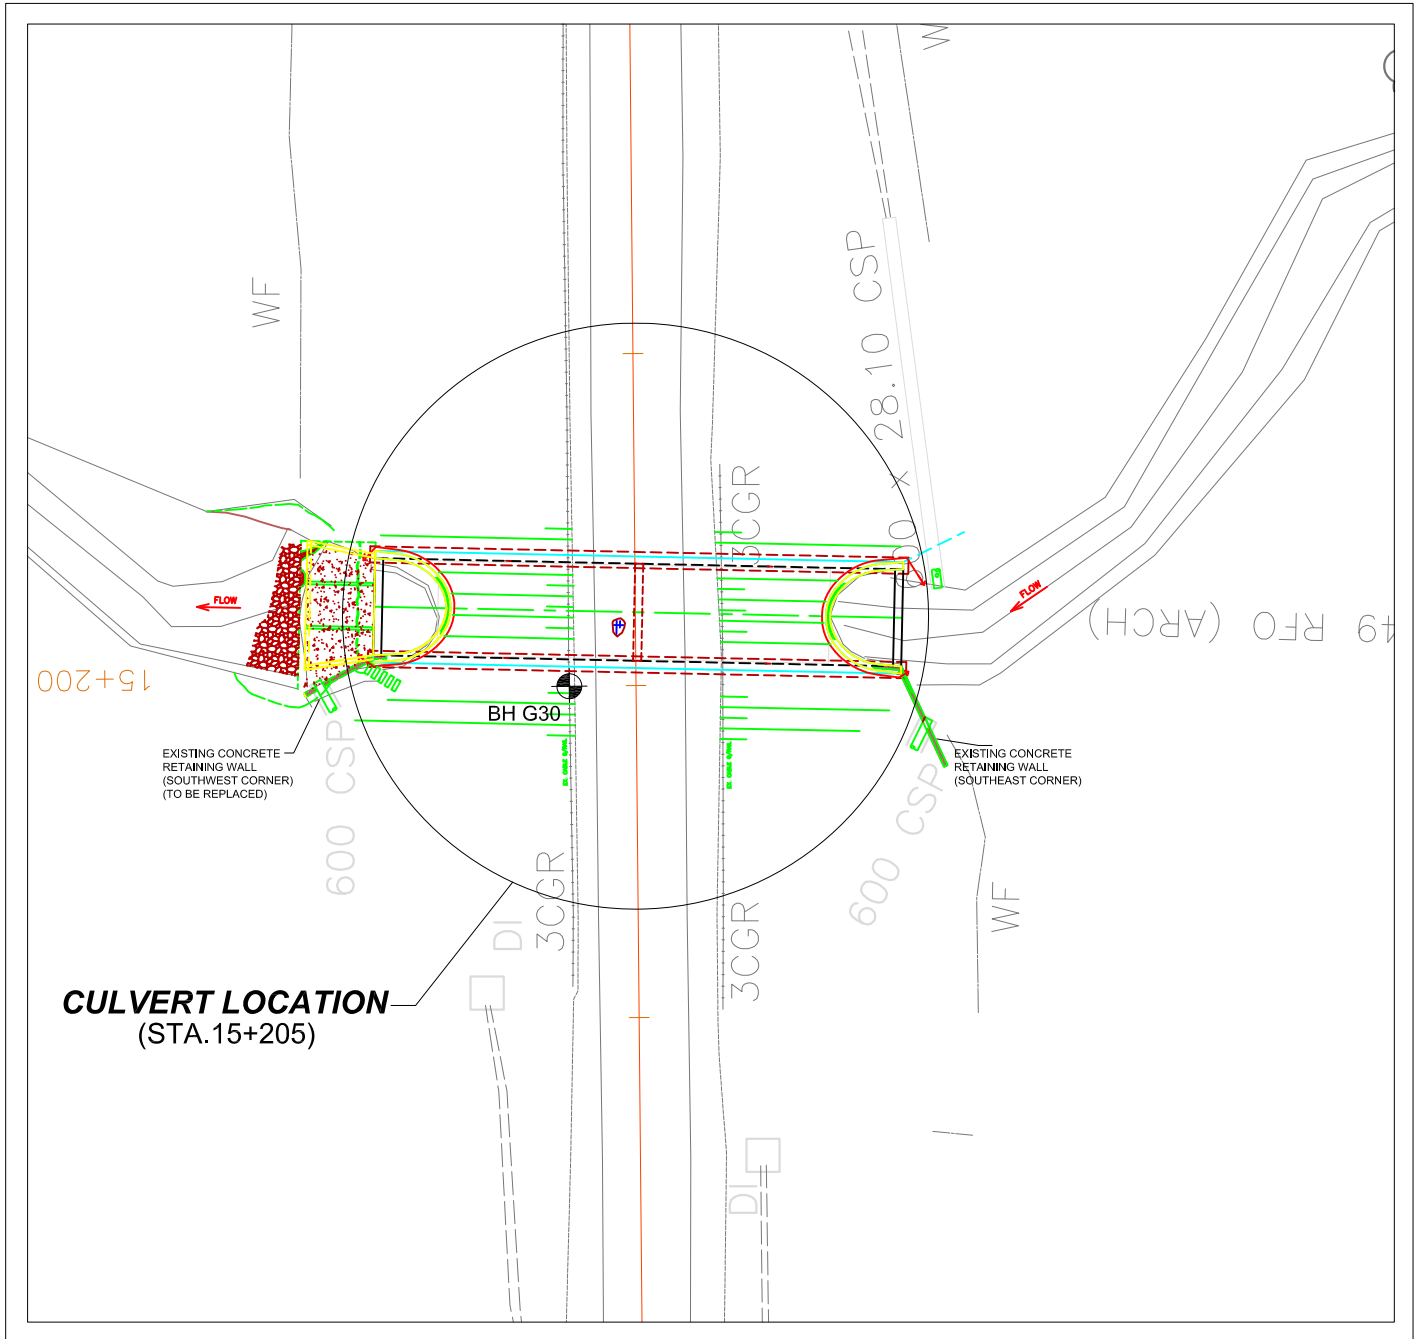 W
WF
28.10 CSP
x
3CGR
FLOW
FLOW
49 RFO (ARCH)
15+200
BH G30
EXISTING CONCRETE
RETAINING WALL
(SOUTHWEST CORNER)
(TO BE REPLACED)
EXISTING CONCRETE
RETAINING WALL
(SOUTHEAST CORNER)
600 CSP
600 CSP
3CGR
3CGR
WF
DI
CULVERT LOCATION
(STA.15+205)
DI